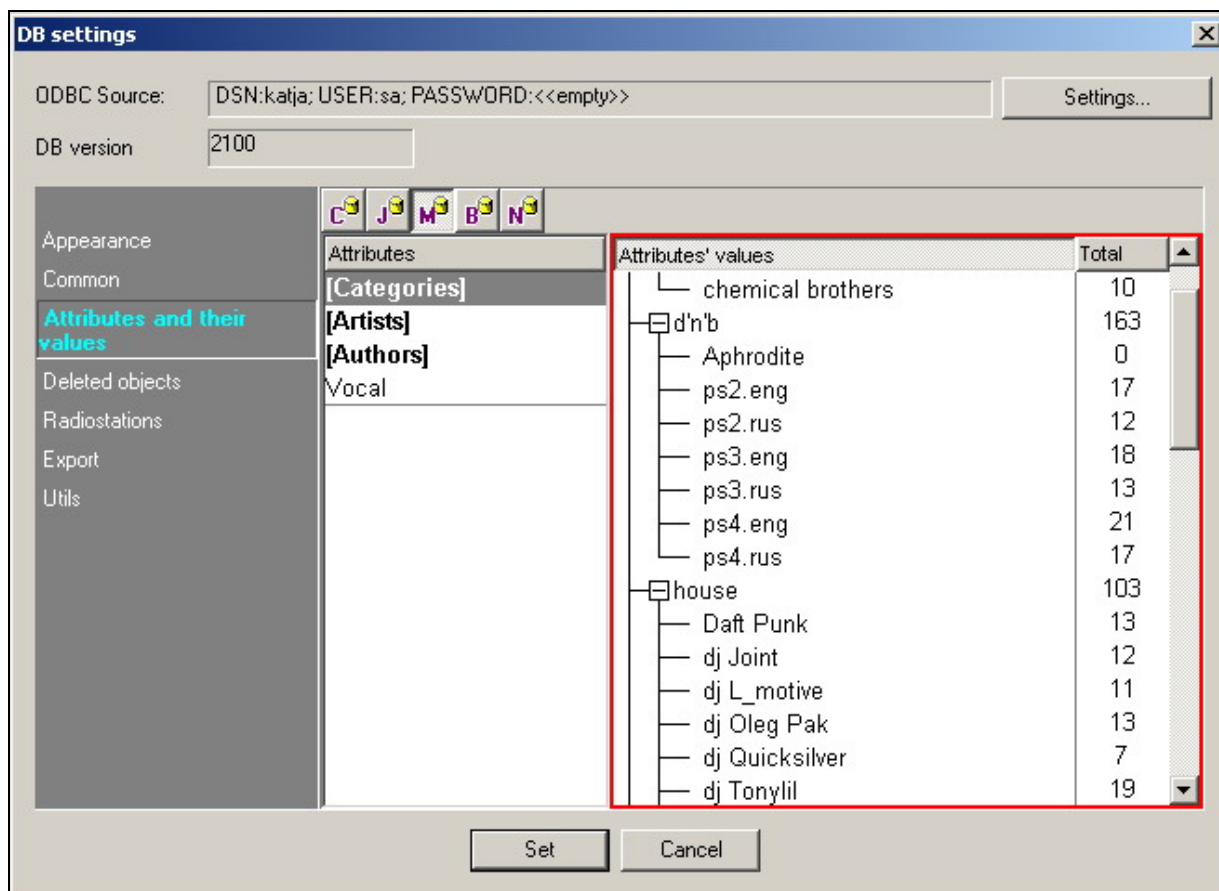 DB settings
ODBC Source: DSN:katja; USER:sa; PASSWORD:<<empty>> Settings...
DB version 2100
Appearance
Common
Attributes and their
values
Deleted objects
Radiostations
Export
Utils
C J M B N
Attributes
[Categories]
[Artists]
[Authors]
Vocal
Attributes' values Total
chemical brothers 10
d'n'b 163
Aphrodite 0
ps2.eng 17
ps2.rus 12
ps3.eng 18
ps3.rus 13
ps4.eng 21
ps4.rus 17
house 103
Daft Punk 13
dj Joint 12
dj L_motive 11
dj Oleg Pak 13
dj Quicksilver 7
dj Tonylil 19
Set Cancel